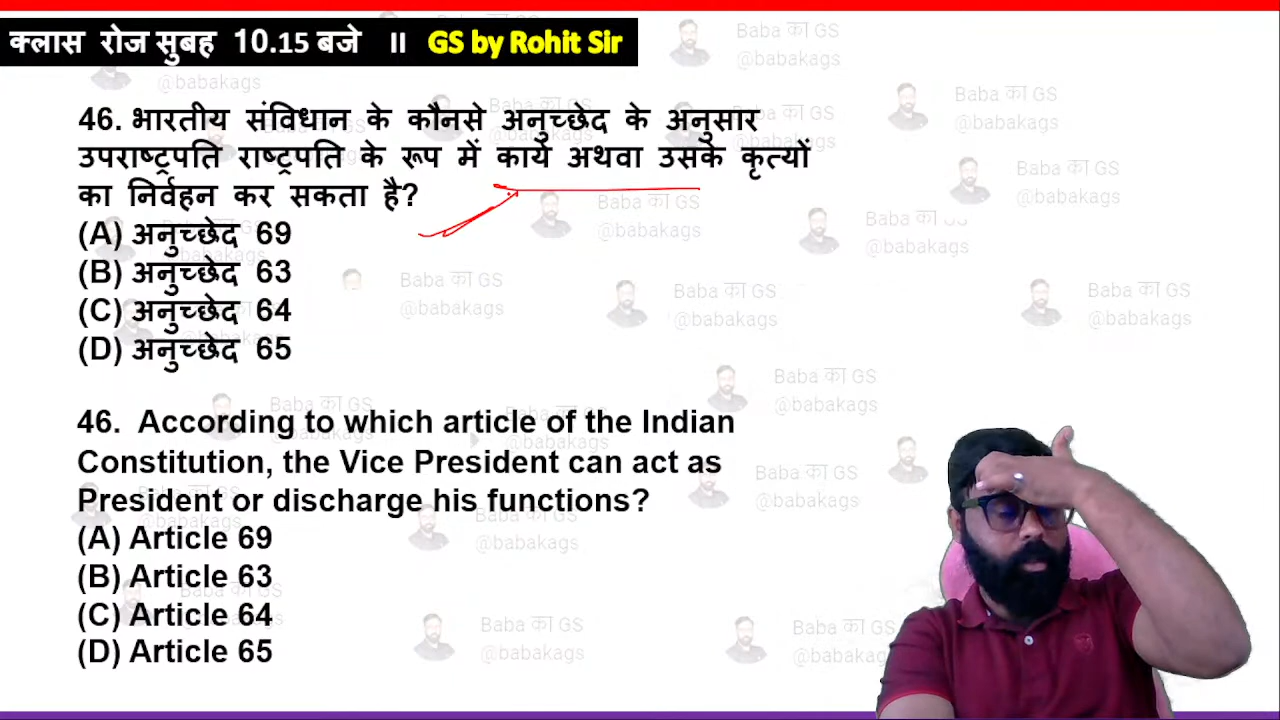 क्लास रोज सुबह 10.15 बजे II GS by Rohit Sir
46. भारतीय संविधान के कौनसे अनुच्छेद के अनुसार
उपराष्ट्रपति राष्ट्रपति के रूप में कार्य अथवा उसके कृत्यों
का निर्वहन कर सकता है?
(A) अनुच्छेद 69
(B) अनुच्छेद 63
(C) अनुच्छेद 64
(D) अनुच्छेद 65
46. According to which article of the Indian
Constitution, the Vice President can act as
President or discharge his functions?
(A) Article 69
(B) Article 63
(C) Article 64
(D) Article 65
Baba का GS
@babakags